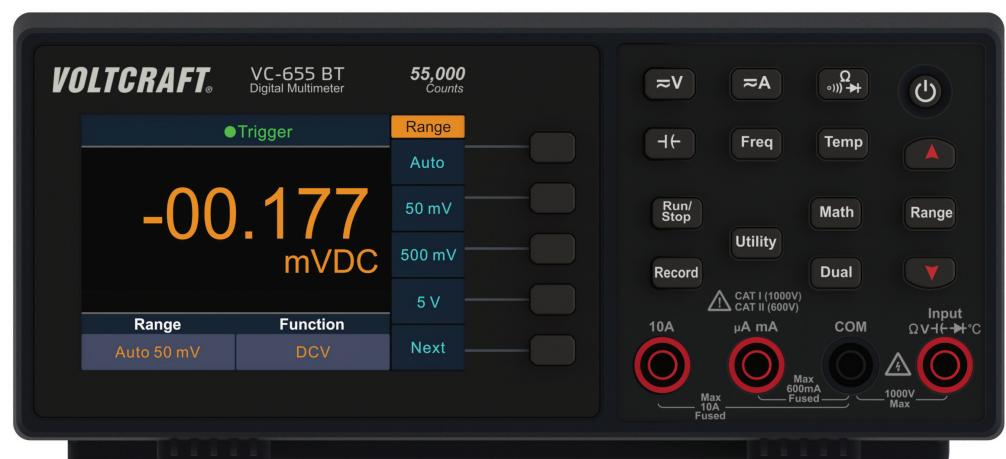 VOLTCRAFT®
VC-655 BT
Digital Multimeter
55,000
Counts
Trigger
-00.177
mVDC
Range
Function
Auto 50 mV
DCV
Range
Auto
50 mV
500 mV
5 V
Next
≂V
≂A
Ω
Freq
Temp
Run/
Stop
Math
Range
Utility
Record
Dual
CAT I (1000V)
CAT II (600V)
10A
µA mA
COM
Input
Ω V °C
Max
10A
Fused
Max
600mA
Fused
1000V
Max